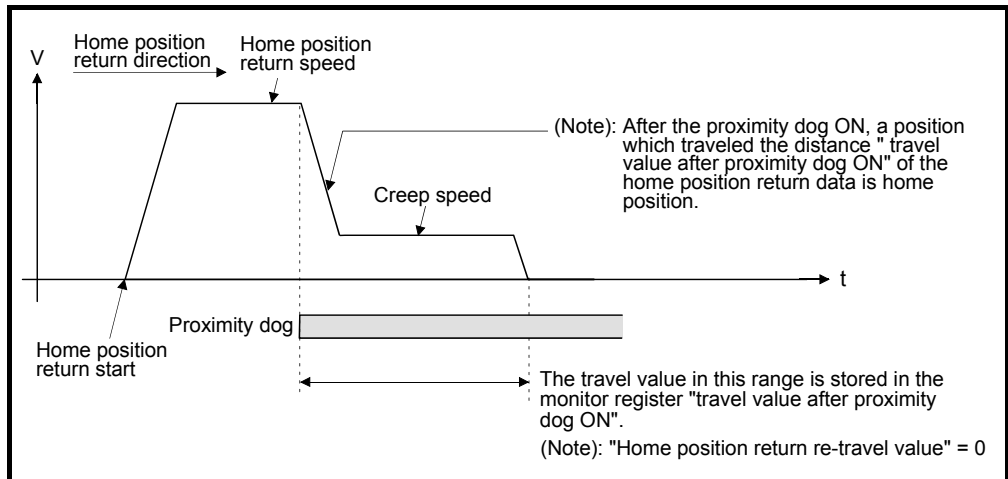 Home position
return direction
Home position
return speed
V
(Note): After the proximity dog ON, a position
which traveled the distance " travel
value after proximity dog ON" of the
home position return data is home
position.
Creep speed
t
Proximity dog
Home position
return start
The travel value in this range is stored in the
monitor register "travel value after proximity
dog ON".
(Note): "Home position return re-travel value" = 0